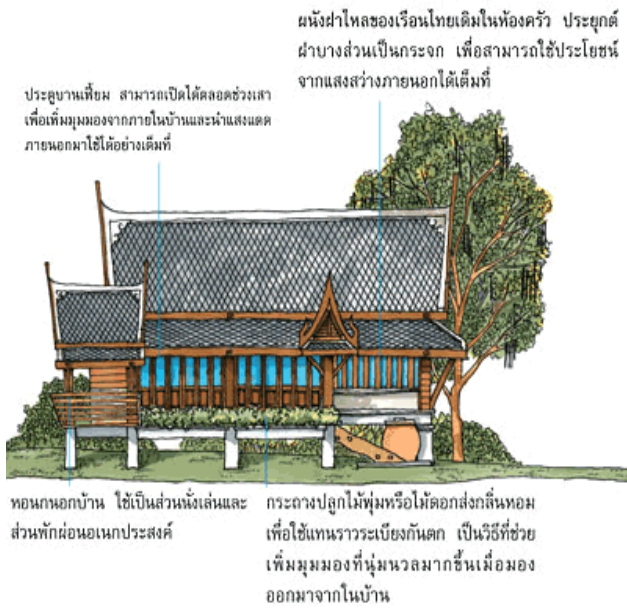 ผนังฝาไหลของเรือนไทยเดิมในห้องครัว ประยุกต์
ฝาบางส่วนเป็นกระจก เพื่อสามารถใช้ประโยชน์
จากแสงสว่างภายนอกได้เต็มที่
ประตูบานเฟี้ยม สามารถเปิดได้ตลอดช่วงเสา
เพื่อเพิ่มมุมมองจากภายในบ้านและนำแสงแดด
ภายนอกมาใช้ได้อย่างเต็มที่
หอนกนอกบ้าน ใช้เป็นส่วนนั่งเล่นและ
ส่วนพักผ่อนอเนกประสงค์
กระถางปลูกไม้พุ่มหรือไม้ดอกส่งกลิ่นหอม
เพื่อใช้แทนราวระเบียงกันตก เป็นวิธีที่ช่วย
เพิ่มมุมมองที่นุ่มนวลมากขึ้นเมื่อมอง
ออกมาจากในบ้าน